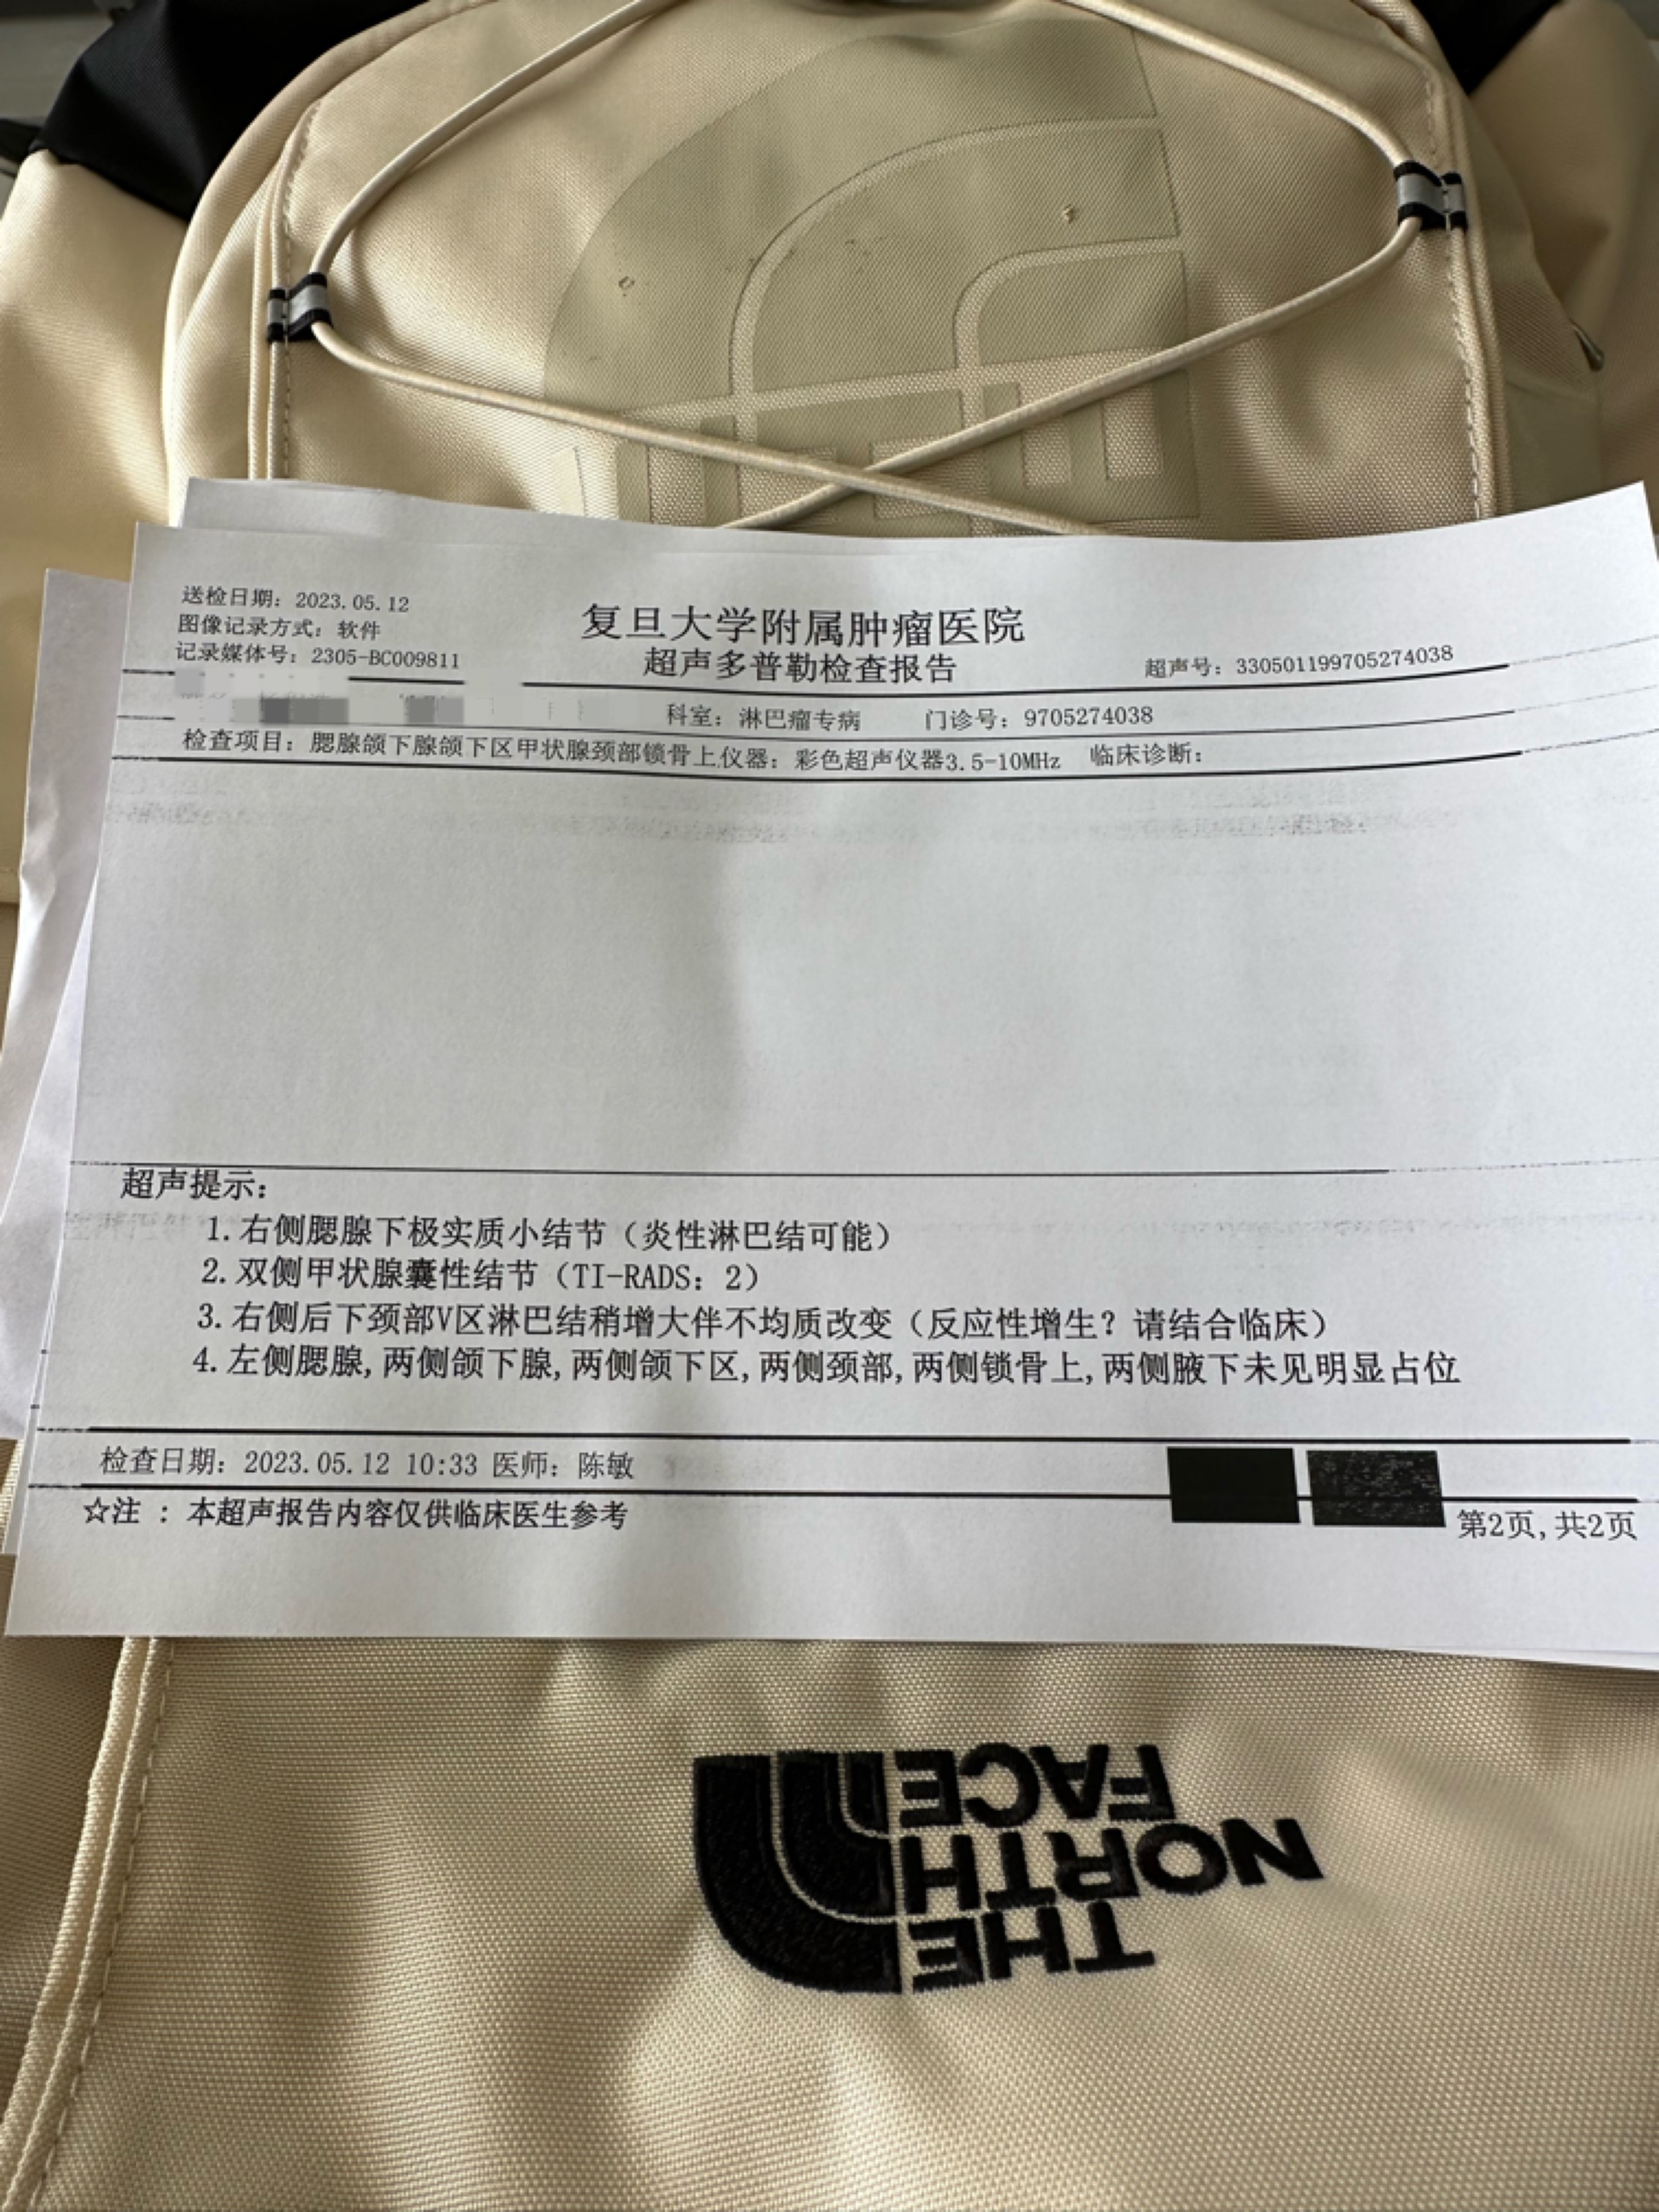 送检日期：2023.05.12
图像记录方式：软件
记录媒体号：2305-BC009811
复旦大学附属肿瘤医院
超声多普勒检查报告
超声号：330501199705274038
科室：淋巴瘤专病 门诊号：9705274038
检查项目：腮腺颌下腺颌下区甲状腺颈部锁骨上仪器：彩色超声仪器3.5-10MHz 临床诊断：
超声提示：
1.右侧腮腺下极实质小结节（炎性淋巴结可能）
2.双侧甲状腺囊性结节（TI-RADS：2）
3.右侧后下颈部V区淋巴结稍增大伴不均质改变（反应性增生？请结合临床）
4.左侧腮腺,两侧颌下腺,两侧颌下区,两侧颈部,两侧锁骨上,两侧腋下未见明显占位
检查日期：2023.05.12 10:33 医师：陈敏
☆注 ：本超声报告内容仅供临床医生参考
第2页,共2页
THE
NORTH
FACE